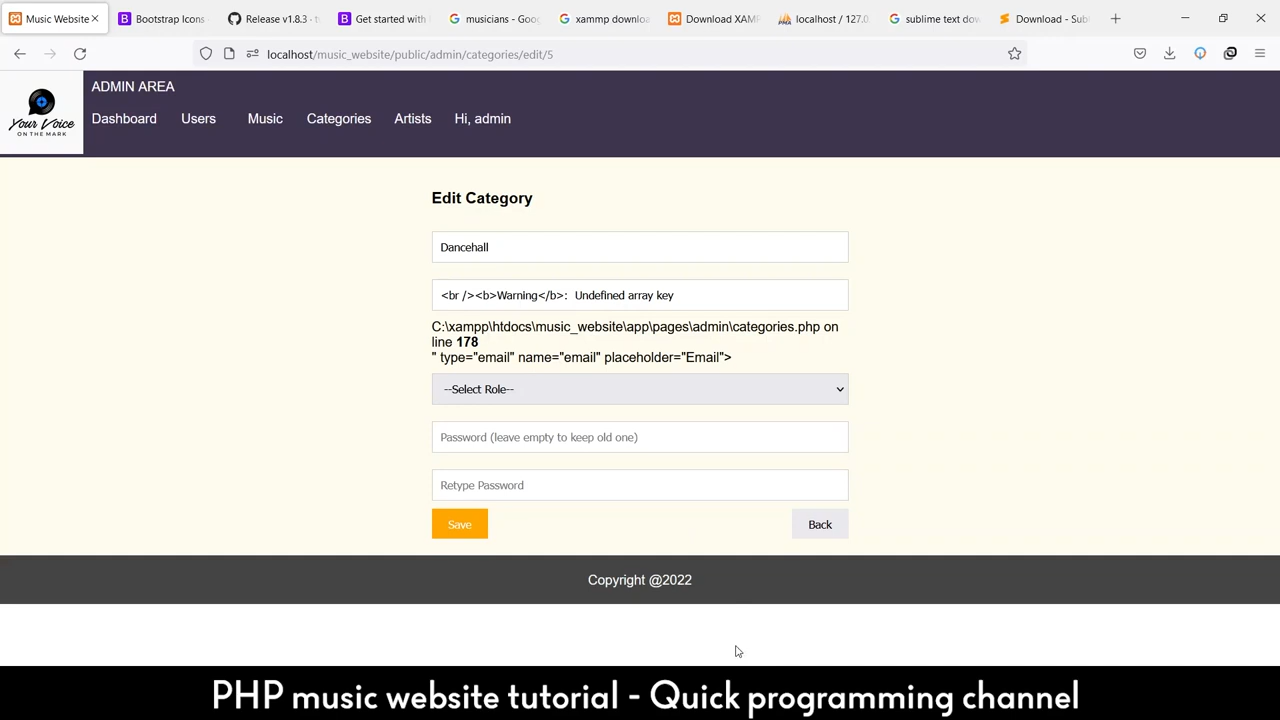 Music Website
Bootstrap Icons
Release v1.8.3 - t
Get started with
musicians - Goo
xammp downlo
Download XAM
localhost / 127.0
sublime text dow
Download - Sub
localhost/music_website/public/admin/categories/edit/5
Your Voice
ON THE MARK
ADMIN AREA
Dashboard Users Music Categories Artists Hi, admin
Edit Category
Dancehall
<br /><b>Warning</b>:  Undefined array key
C:\xampp\htdocs\music_website\app\pages\admin\categories.php on
line 178
" type="email" name="email" placeholder="Email">
--Select Role--
Password (leave empty to keep old one)
Retype Password
Save Back
Copyright @2022
PHP music website tutorial - Quick programming channel